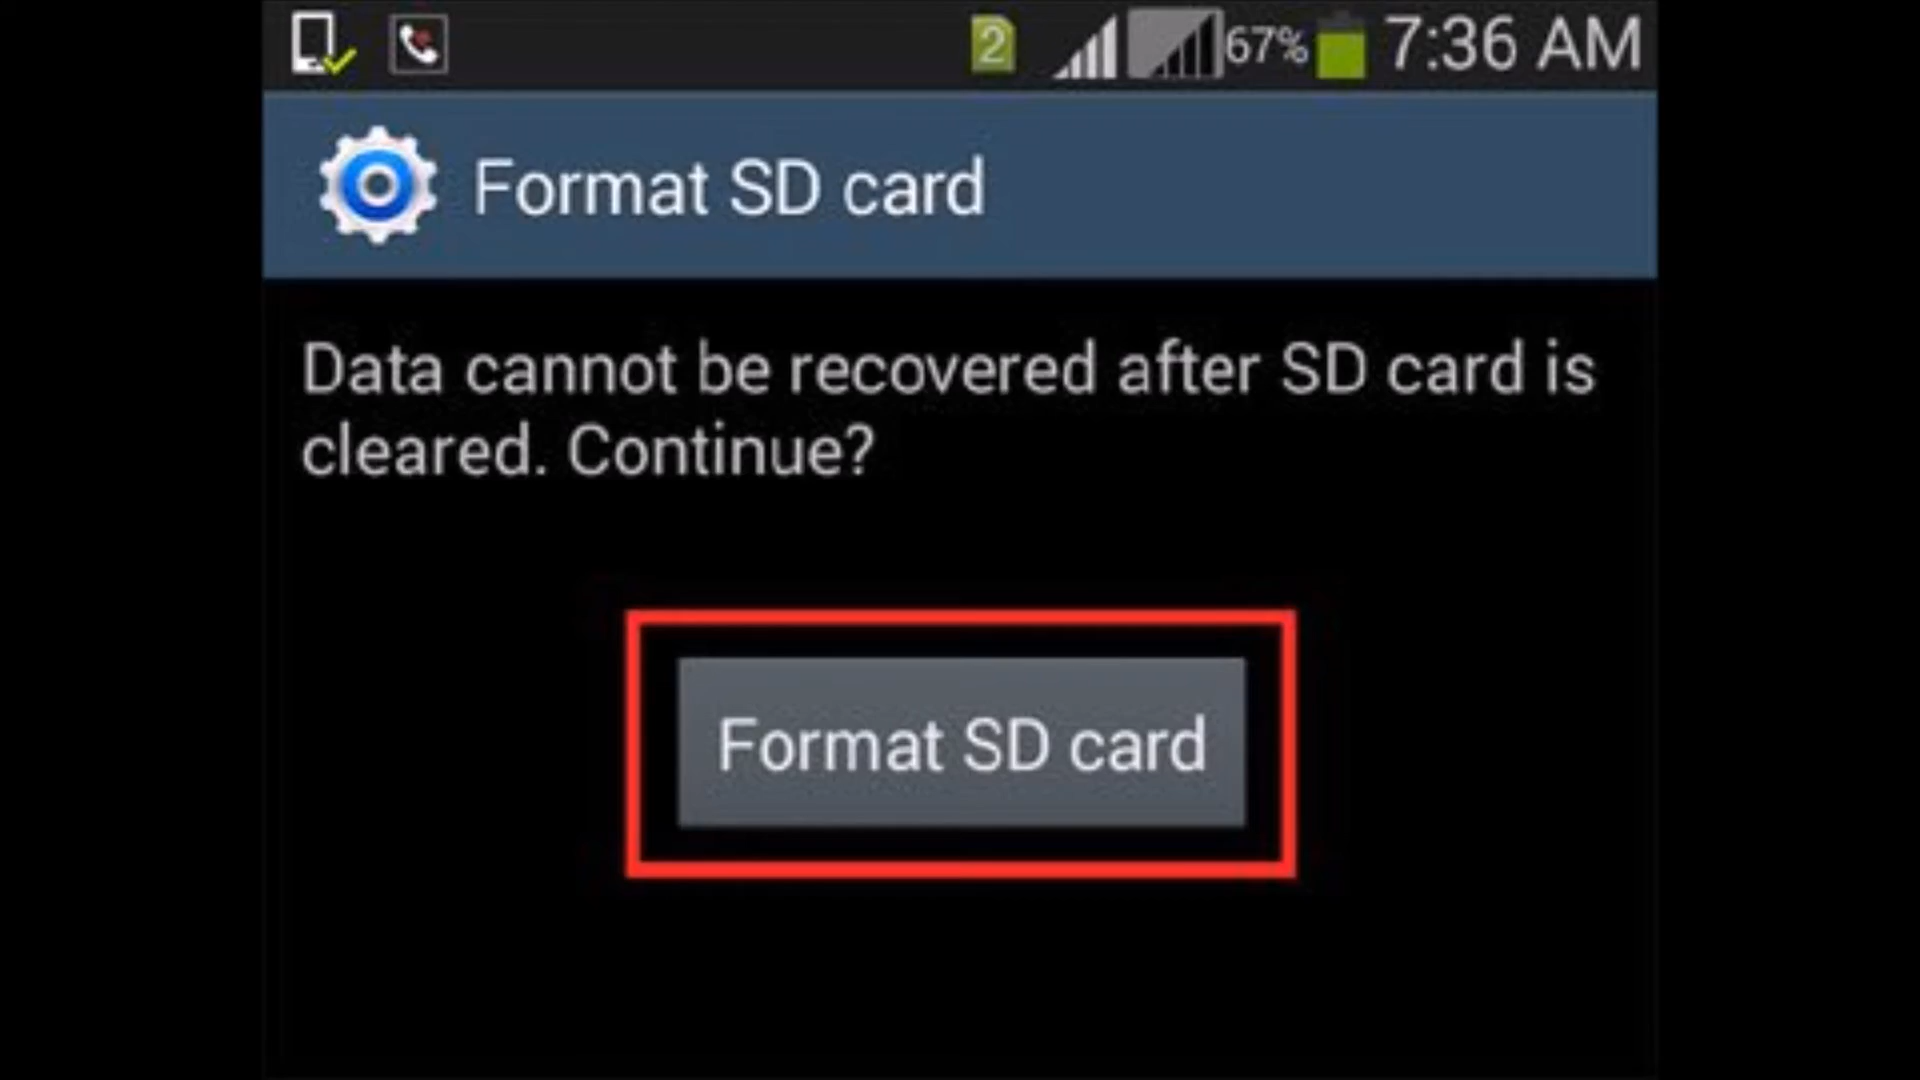 2 67% 7:36 AM
Format SD card
Data cannot be recovered after SD card is
cleared. Continue?
Format SD card